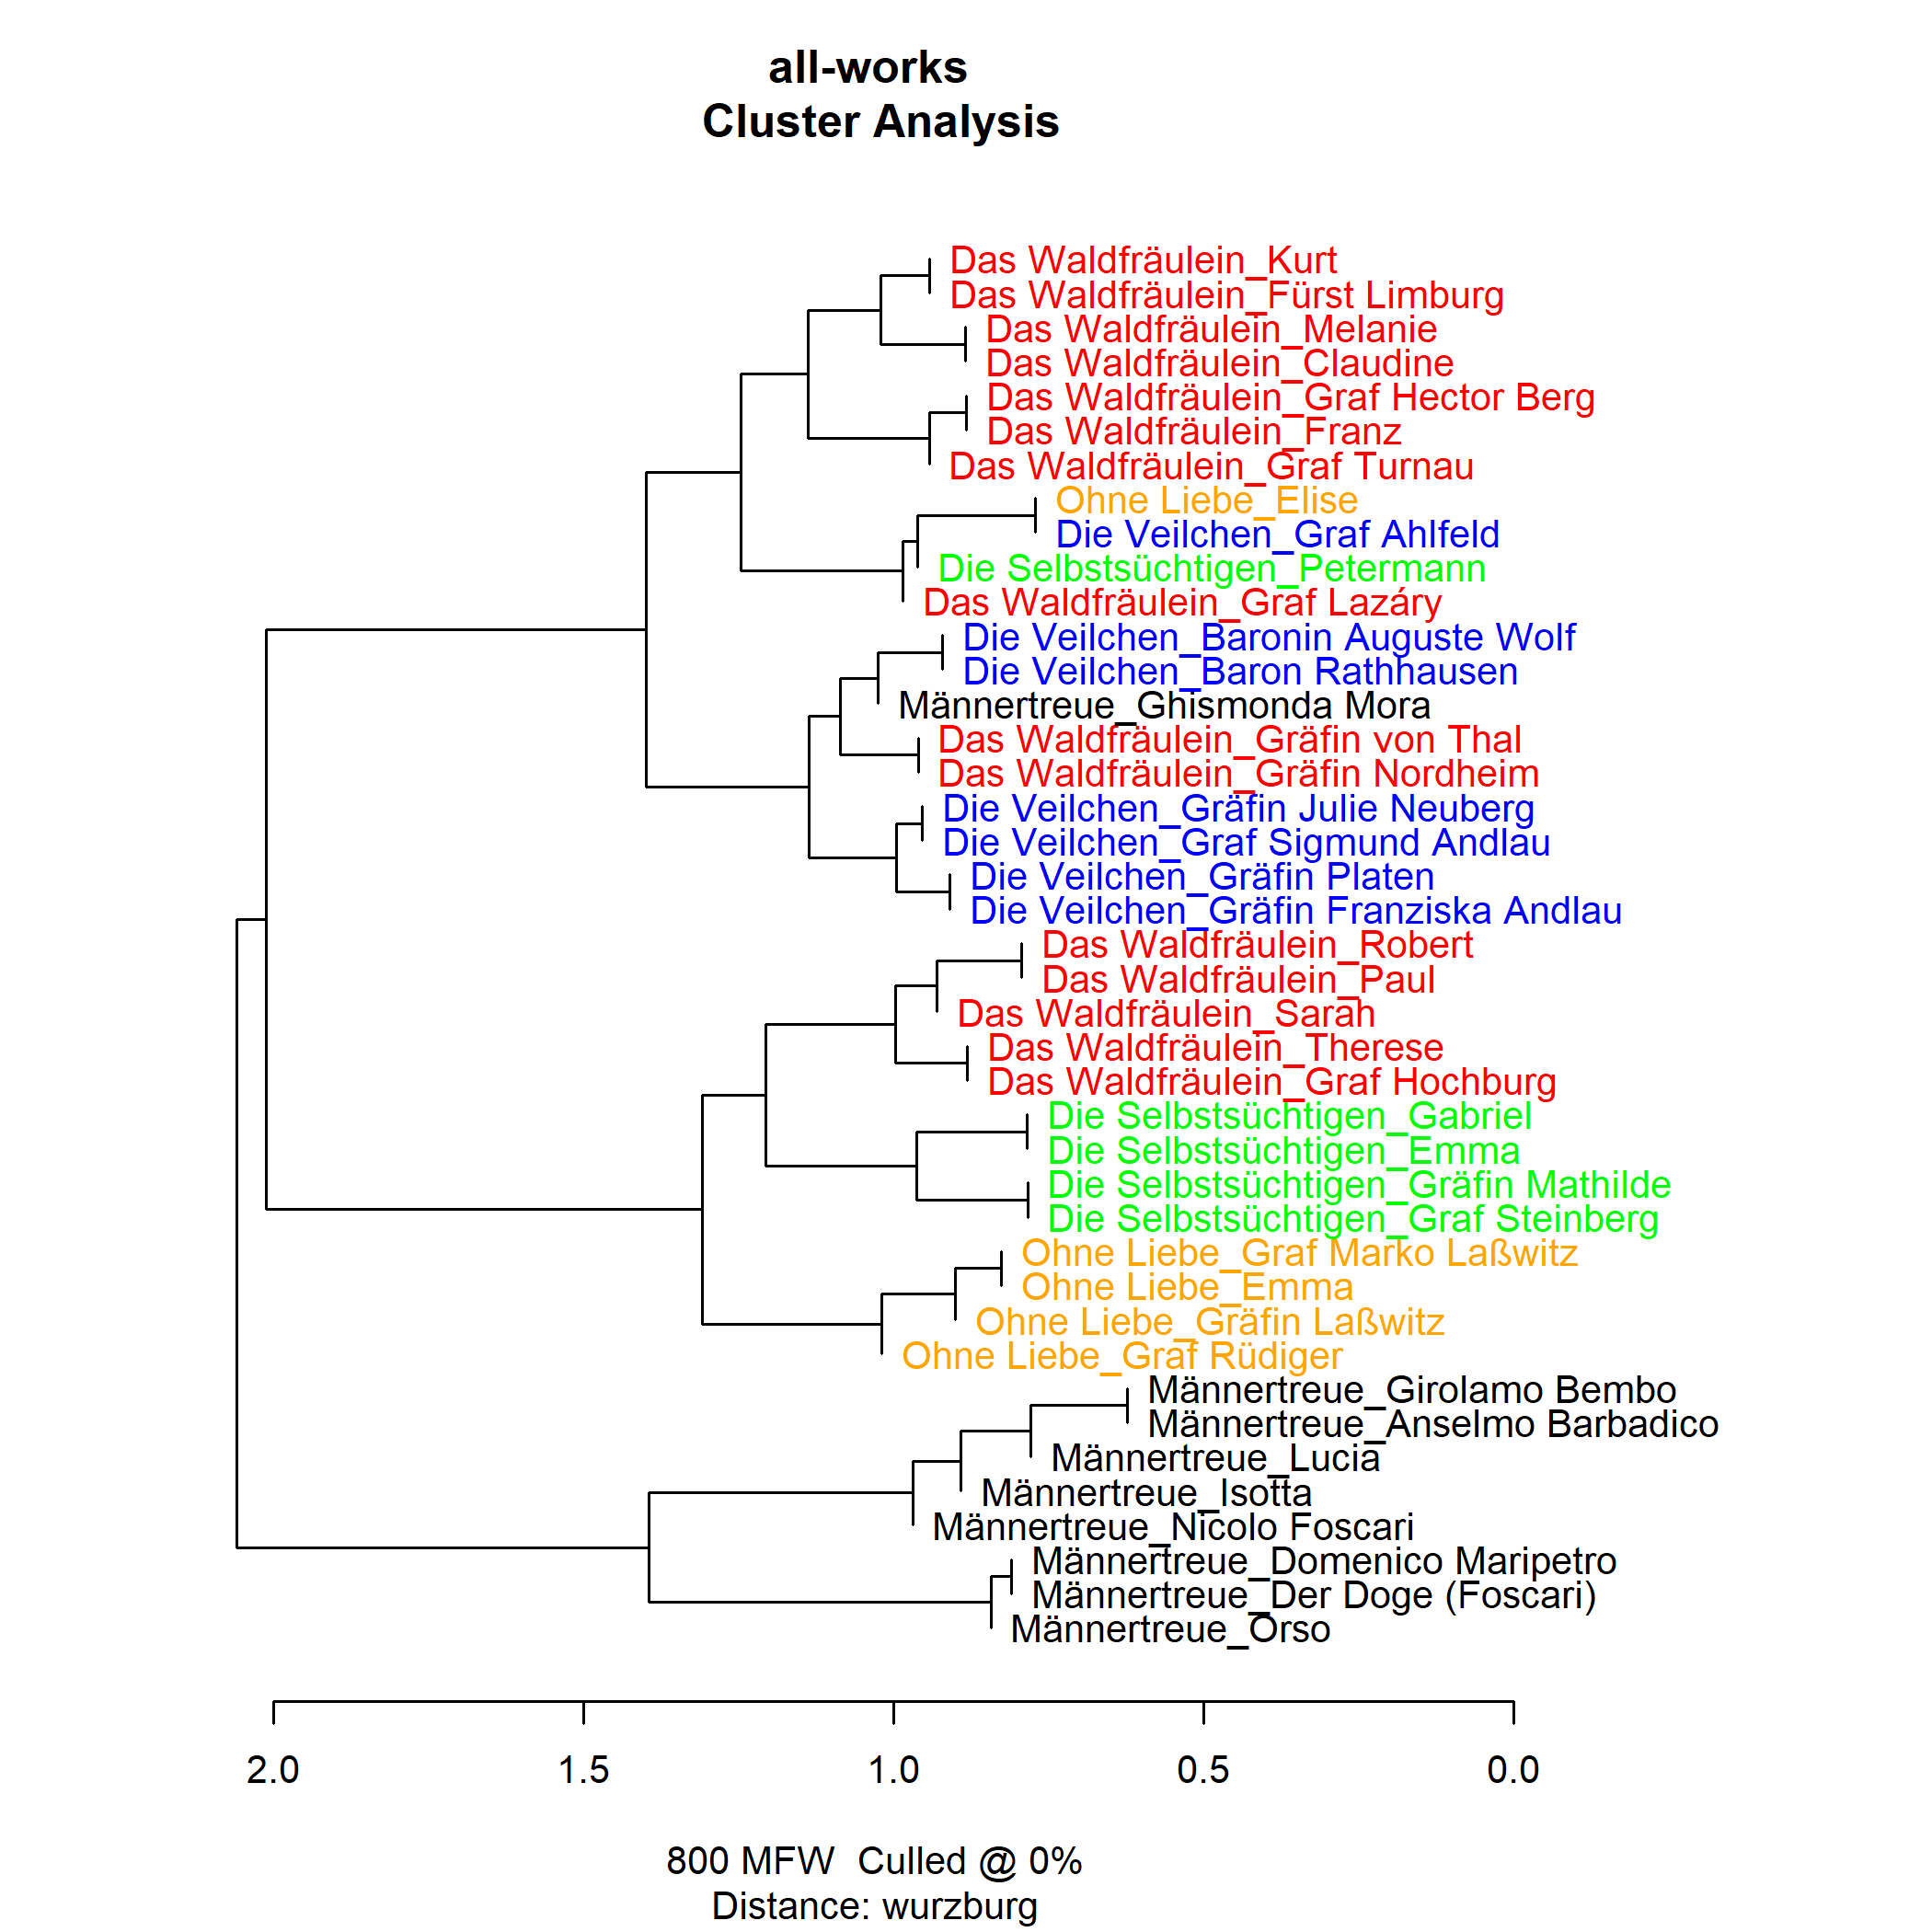 all-works
Cluster Analysis
Das Waldfräulein_Kurt
Das Waldfräulein_Fürst Limburg
Das Waldfräulein_Melanie
Das Waldfräulein_Claudine
Das Waldfräulein_Graf Hector Berg
Das Waldfräulein_Franz
Das Waldfräulein_Graf Turnau
Ohne Liebe_Elise
Die Veilchen_Graf Ahlfeld
Die Selbstsüchtigen_Petermann
Das Waldfräulein_Graf Lazáry
Die Veilchen_Baronin Auguste Wolf
Die Veilchen_Baron Rathhausen
Männertreue_Ghismonda Mora
Das Waldfräulein_Gräfin von Thal
Das Waldfräulein_Gräfin Nordheim
Die Veilchen_Gräfin Julie Neuberg
Die Veilchen_Graf Sigmund Andlau
Die Veilchen_Gräfin Platen
Die Veilchen_Gräfin Franziska Andlau
Das Waldfräulein_Robert
Das Waldfräulein_Paul
Das Waldfräulein_Sarah
Das Waldfräulein_Therese
Das Waldfräulein_Graf Hochburg
Die Selbstsüchtigen_Gabriel
Die Selbstsüchtigen_Emma
Die Selbstsüchtigen_Gräfin Mathilde
Die Selbstsüchtigen_Graf Steinberg
Ohne Liebe_Graf Marko Laßwitz
Ohne Liebe_Emma
Ohne Liebe_Gräfin Laßwitz
Ohne Liebe_Graf Rüdiger
Männertreue_Girolamo Bembo
Männertreue_Anselmo Barbadico
Männertreue_Lucia
Männertreue_Isotta
Männertreue_Nicolo Foscari
Männertreue_Domenico Maripetro
Männertreue_Der Doge (Foscari)
Männertreue_Orso
2.0 1.5 1.0 0.5 0.0
800 MFW  Culled @ 0%
Distance: wurzburg